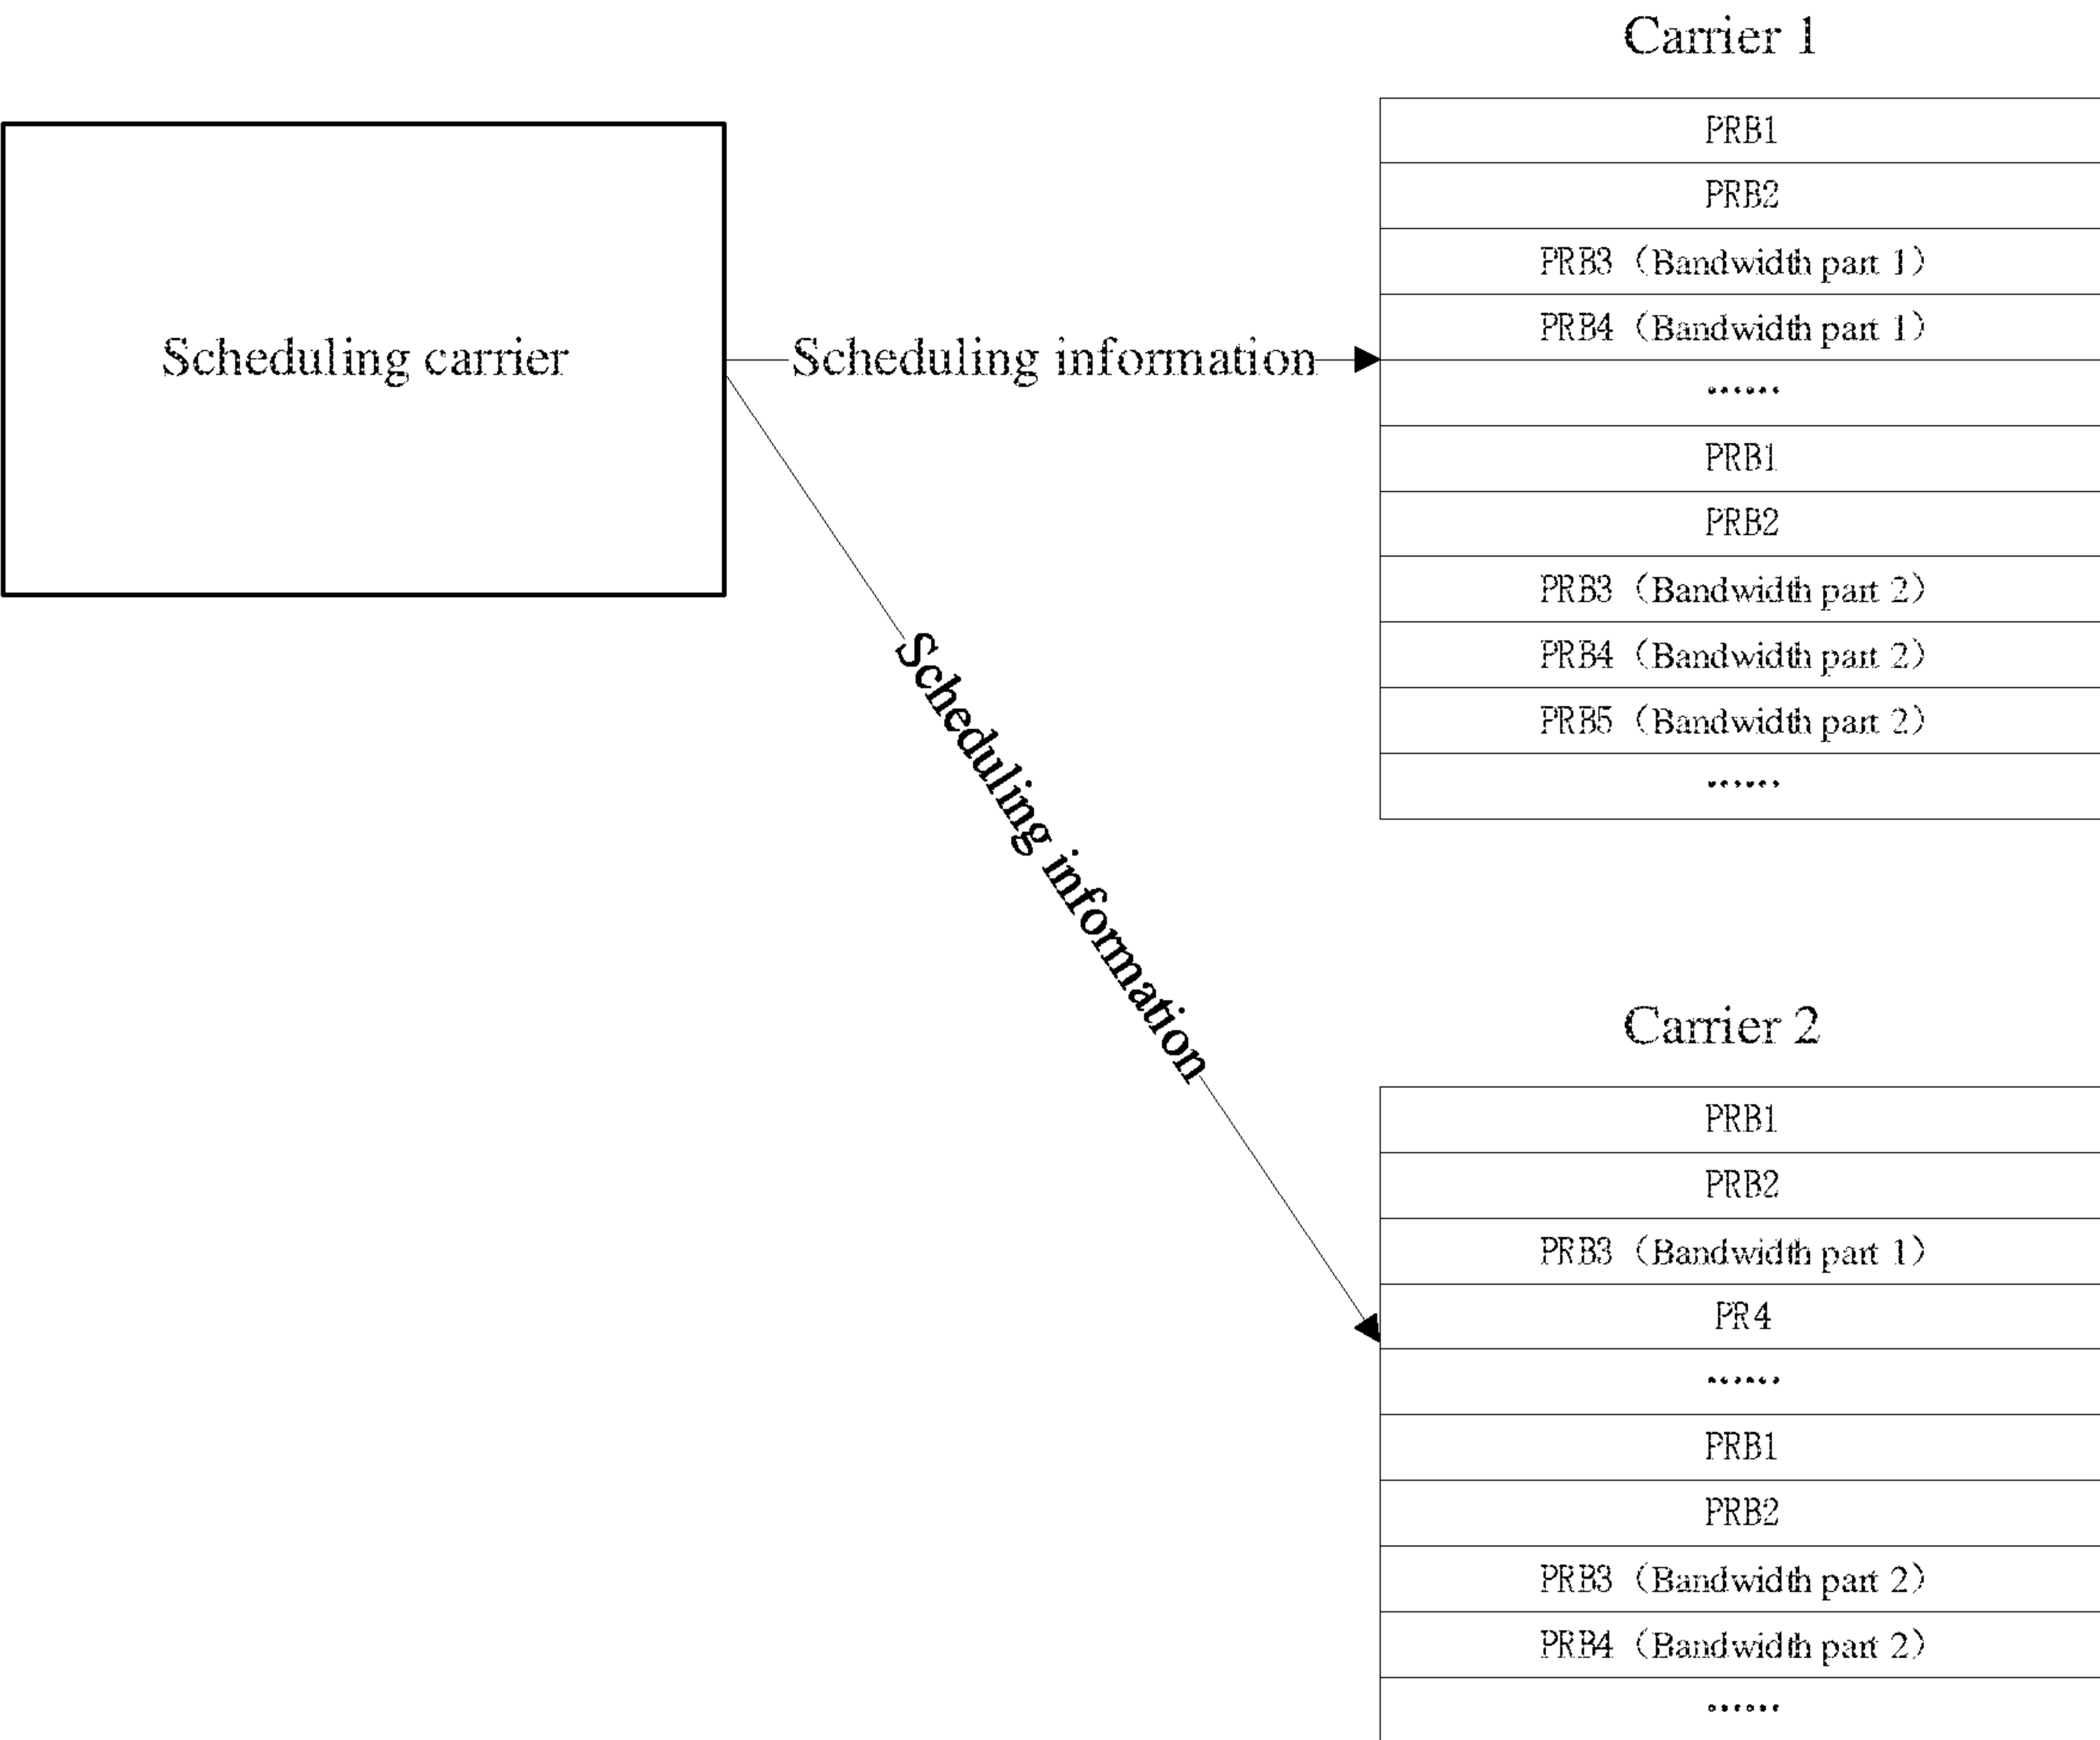 Carrier 1
PRB1
PRB2
PRB3（Bandwidth part 1）
PRB4（Bandwidth part 1）
Scheduling carrier
Scheduling information
......
PRB1
PRB2
PRB3（Bandwidth part 2）
PRB4（Bandwidth part 2）
PRB5（Bandwidth part 2）
......
Scheduling information
Carrier 2
PRB1
PRB2
PRB3（Bandwidth part 1）
PR4
......
PRB1
PRB2
PRB3（Bandwidth part 2）
PRB4（Bandwidth part 2）
......